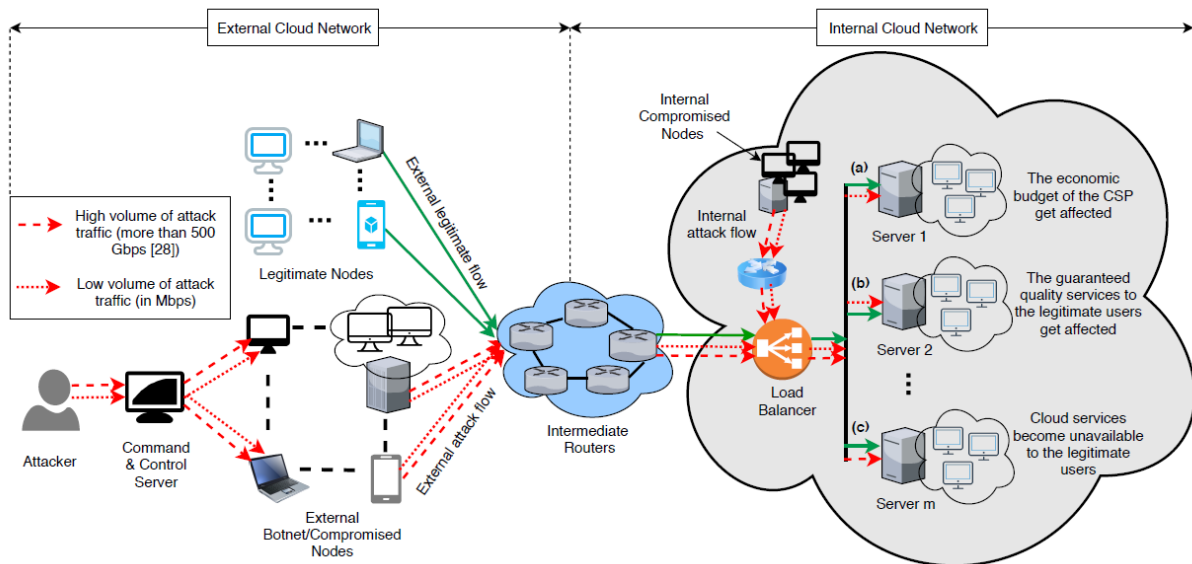 External Cloud Network
Internal Cloud Network
High volume of attack
traffic (more than 500
Gbps [28])
Low volume of attack
traffic (in Mbps)
Legitimate Nodes
External legitimate flow
Attacker
Command
& Control
Server
External
Botnet/Compromised
Nodes
External attack flow
Intermediate
Routers
Internal
Compromised
Nodes
Internal
attack flow
Load
Balancer
(a)
Server 1
The economic
budget of the CSP
get affected
(b)
Server 2
The guaranteed
quality services to
the legitimate users
get affected
(c)
Server m
Cloud services
become unavailable
to the legitimate
users